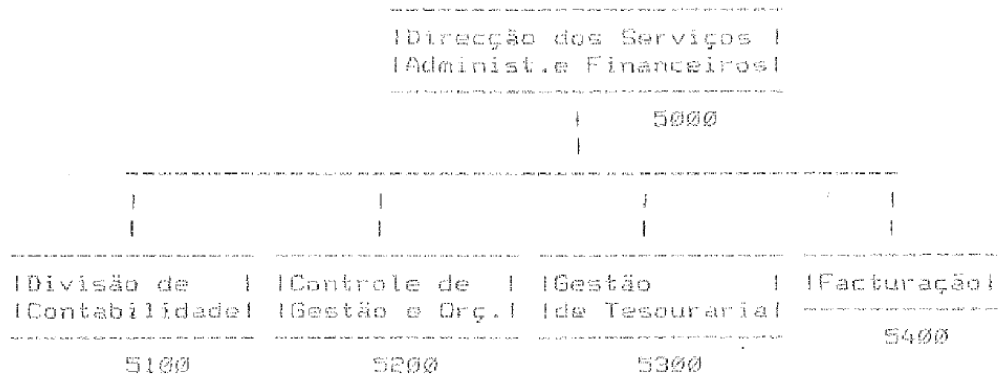 Direcção dos Serviços
Administ.e Financeiros
5000
Divisão de
Contabilidade
5100
Controle de
Gestão e Orç.
5200
Gestão
de Tesouraria
5300
Facturação
5400